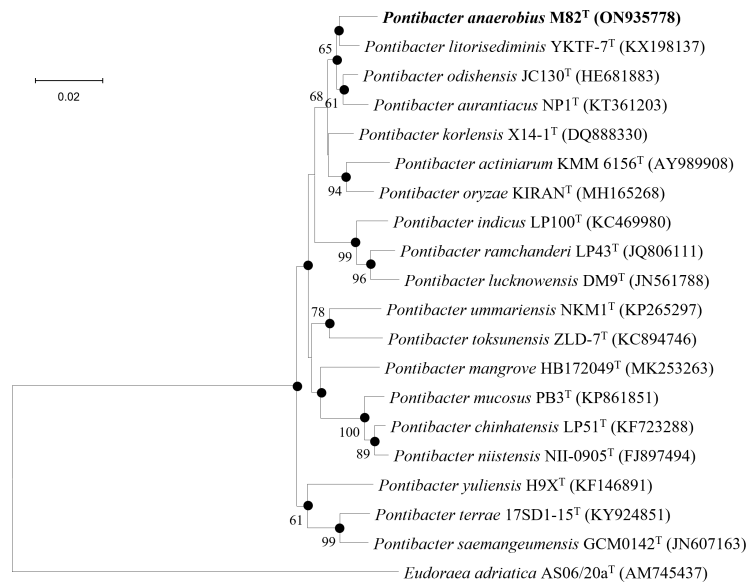 Pontibacter anaerobius M82ᵀ (ON935778)
65
Pontibacter litorisediminis YKTF-7ᵀ (KX198137)
Pontibacter odishensis JC130ᵀ (HE681883)
0.02
68
61
Pontibacter aurantiacus NP1ᵀ (KT361203)
Pontibacter korlensis X14-1ᵀ (DQ888330)
Pontibacter actiniarum KMM 6156ᵀ (AY989908)
94
Pontibacter oryzae KIRANᵀ (MH165268)
Pontibacter indicus LP100ᵀ (KC469980)
99
Pontibacter ramchanderi LP43ᵀ (JQ806111)
96
Pontibacter lucknowensis DM9ᵀ (JN561788)
78
Pontibacter ummariensis NKM1ᵀ (KP265297)
Pontibacter toksunensis ZLD-7ᵀ (KC894746)
Pontibacter mangrove HB172049ᵀ (MK253263)
Pontibacter mucosus PB3ᵀ (KP861851)
100
Pontibacter chinhatensis LP51ᵀ (KF723288)
89
Pontibacter niistensis NII-0905ᵀ (FJ897494)
Pontibacter yuliensis H9Xᵀ (KF146891)
61
Pontibacter terrae 17SD1-15ᵀ (KY924851)
99
Pontibacter saemangeumensis GCM0142ᵀ (JN607163)
Eudoraea adriatica AS06/20aᵀ (AM745437)